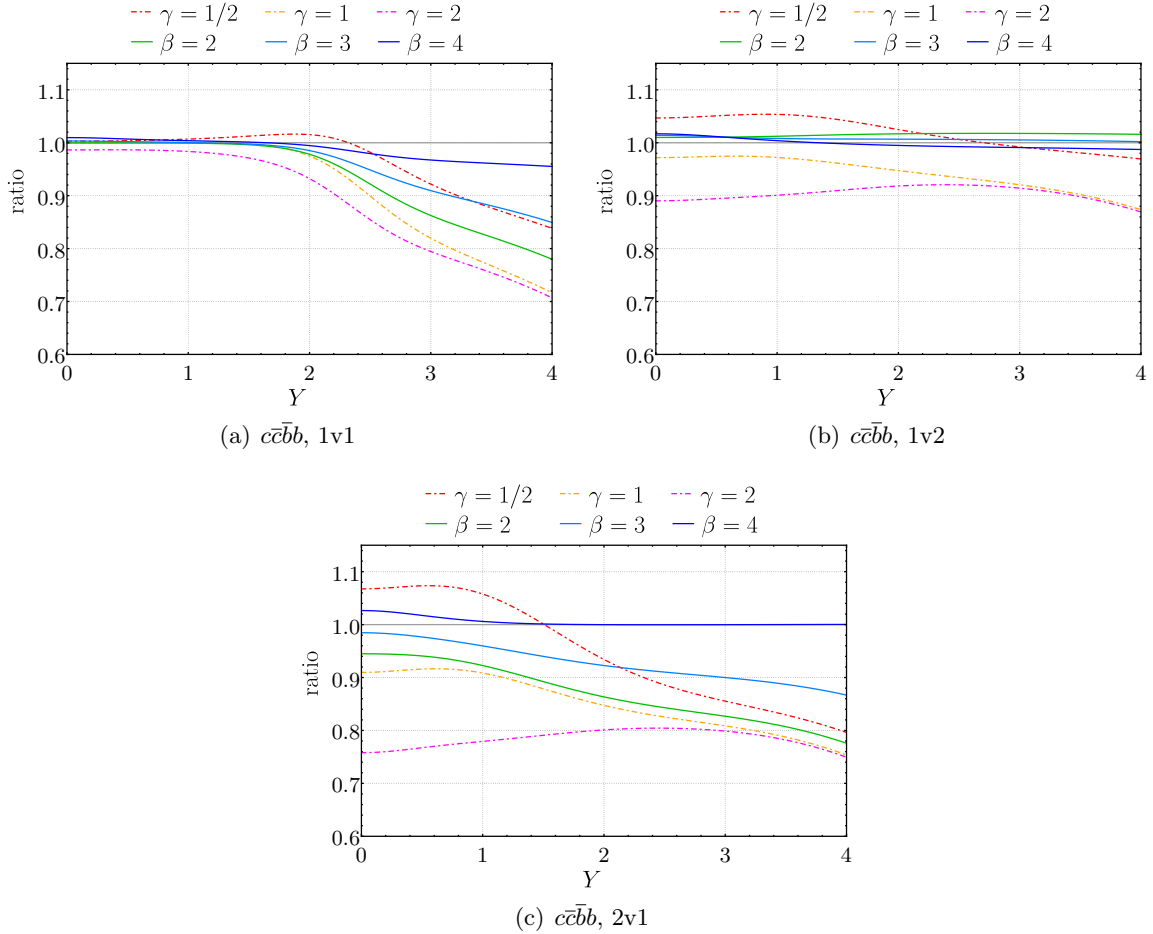 γ = 1/2 γ = 1 γ = 2
β = 2 β = 3 β = 4
1.1
1.0
0.9
0.8
0.7
0.6
ratio
0 1 2 3 4
Y
(a) cc̄b̄b, 1v1
γ = 1/2 γ = 1 γ = 2
β = 2 β = 3 β = 4
1.1
1.0
0.9
0.8
0.7
0.6
ratio
0 1 2 3 4
Y
(b) cc̄b̄b, 1v2
γ = 1/2 γ = 1 γ = 2
β = 2 β = 3 β = 4
1.1
1.0
0.9
0.8
0.7
0.6
ratio
0 1 2 3 4
Y
(c) cc̄b̄b, 2v1